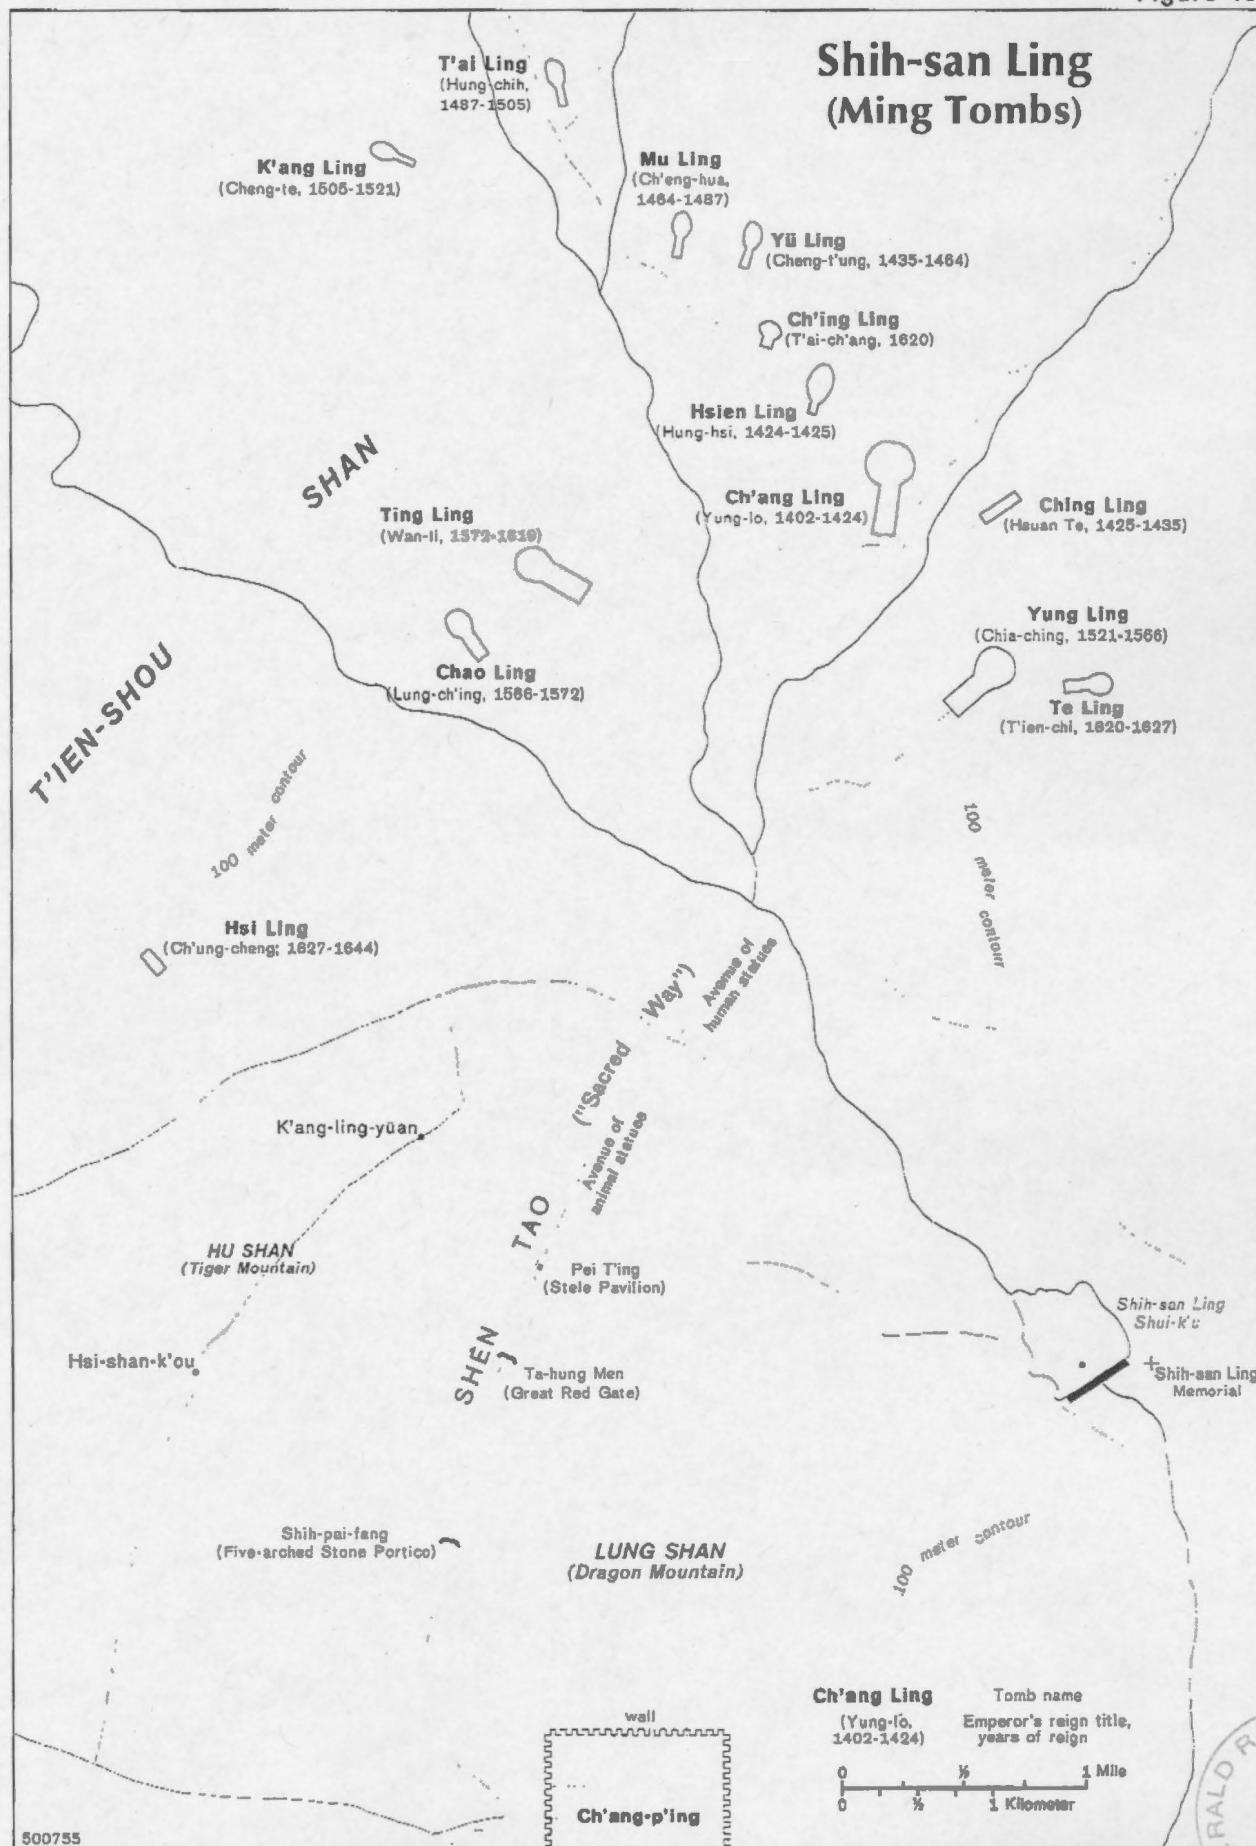 Shih-san Ling
(Ming Tombs)
T'ai Ling
(Hung-chih,
1487-1505)
K'ang Ling
(Cheng-te, 1505-1521)
Mu Ling
(Ch'eng-hua,
1464-1487)
Yü Ling
(Cheng-t'ung, 1435-1464)
Ch'ing Ling
(T'ai-ch'ang, 1620)
Hsien Ling
(Hung-hsi, 1424-1425)
SHAN
Ch'ang Ling
(Yung-lo, 1402-1424)
Ching Ling
(Hsuan Te, 1425-1435)
Ting Ling
(Wan-li, 1572-1619)
Yung Ling
(Chia-ching, 1521-1566)
Chao Ling
(Lung-ch'ing, 1566-1572)
Te Ling
(T'ien-chi, 1620-1627)
T'IEN-SHOU
100 meter contour
100 meter contour
Hsi Ling
(Ch'ung-cheng; 1627-1644)
Avenue of
human statues
("Sacred Way")
K'ang-ling-yüan
Avenue of
animal statues
SHEN TAO
HU SHAN
(Tiger Mountain)
Pei T'ing
(Stele Pavilion)
Shih-san Ling
Shui-k'u
Hsi-shan-k'ou
Ta-hung Men
(Great Red Gate)
Shih-san Ling
Memorial
Shih-pai-fang
(Five-arched Stone Portico)
LUNG SHAN
(Dragon Mountain)
100 meter contour
Ch'ang Ling Tomb name
(Yung-lo,
1402-1424)
Emperor's reign title,
years of reign
0 ½ 1 Mile
0 ½ 1 Kilometer
wall
Ch'ang-p'ing
500755
RALD R